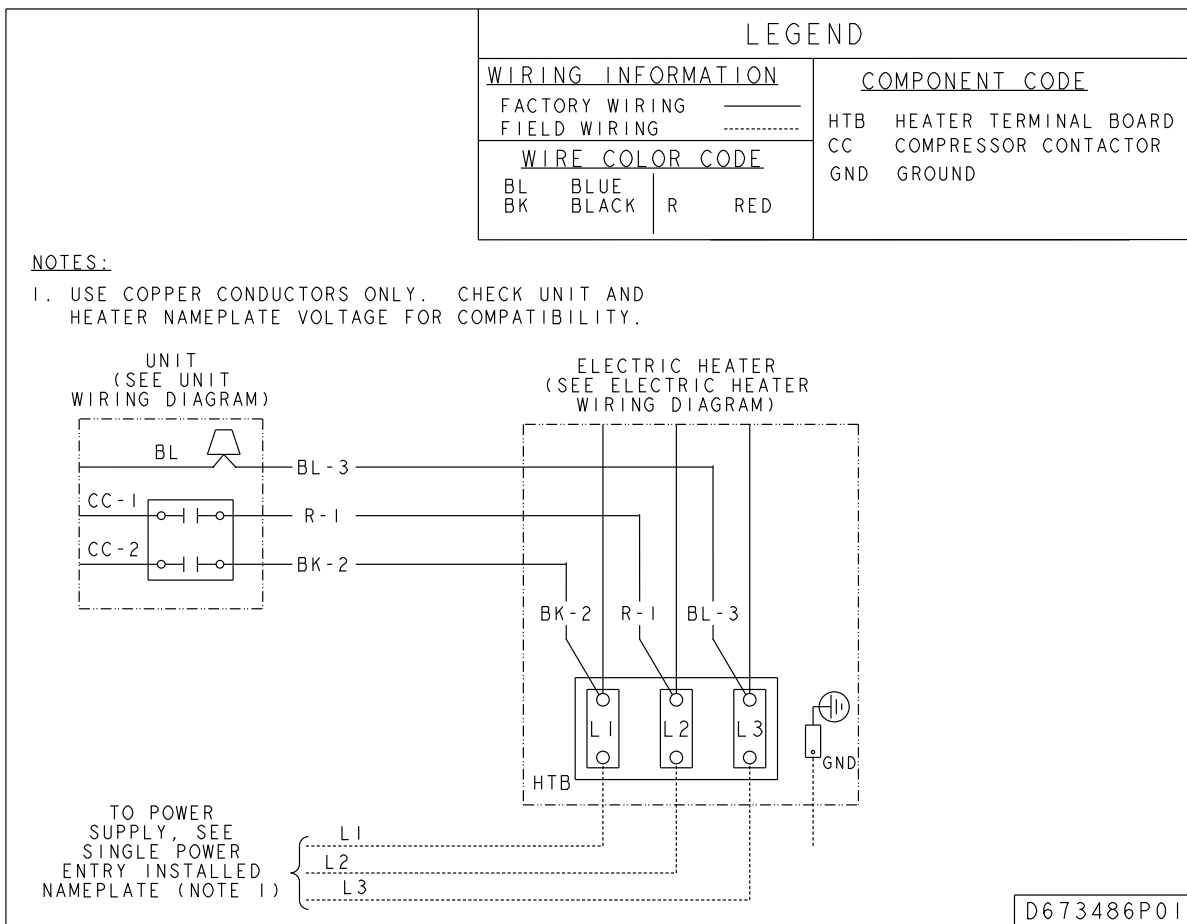 LEGEND
WIRING INFORMATION
FACTORY WIRING
FIELD WIRING
WIRE COLOR CODE
BL BLUE
BK BLACK R RED
COMPONENT CODE
HTB HEATER TERMINAL BOARD
CC COMPRESSOR CONTACTOR
GND GROUND
NOTES:
1. USE COPPER CONDUCTORS ONLY. CHECK UNIT AND
HEATER NAMEPLATE VOLTAGE FOR COMPATIBILITY.
UNIT
(SEE UNIT
WIRING DIAGRAM)
ELECTRIC HEATER
(SEE ELECTRIC HEATER
WIRING DIAGRAM)
BL
BL-3
CC-1
R-1
CC-2
BK-2
BK-2 R-1 BL-3
L1 L2 L3
GND
HTB
TO POWER
SUPPLY, SEE
SINGLE POWER
ENTRY INSTALLED
NAMEPLATE (NOTE 1)
L1
L2
L3
D673486P01